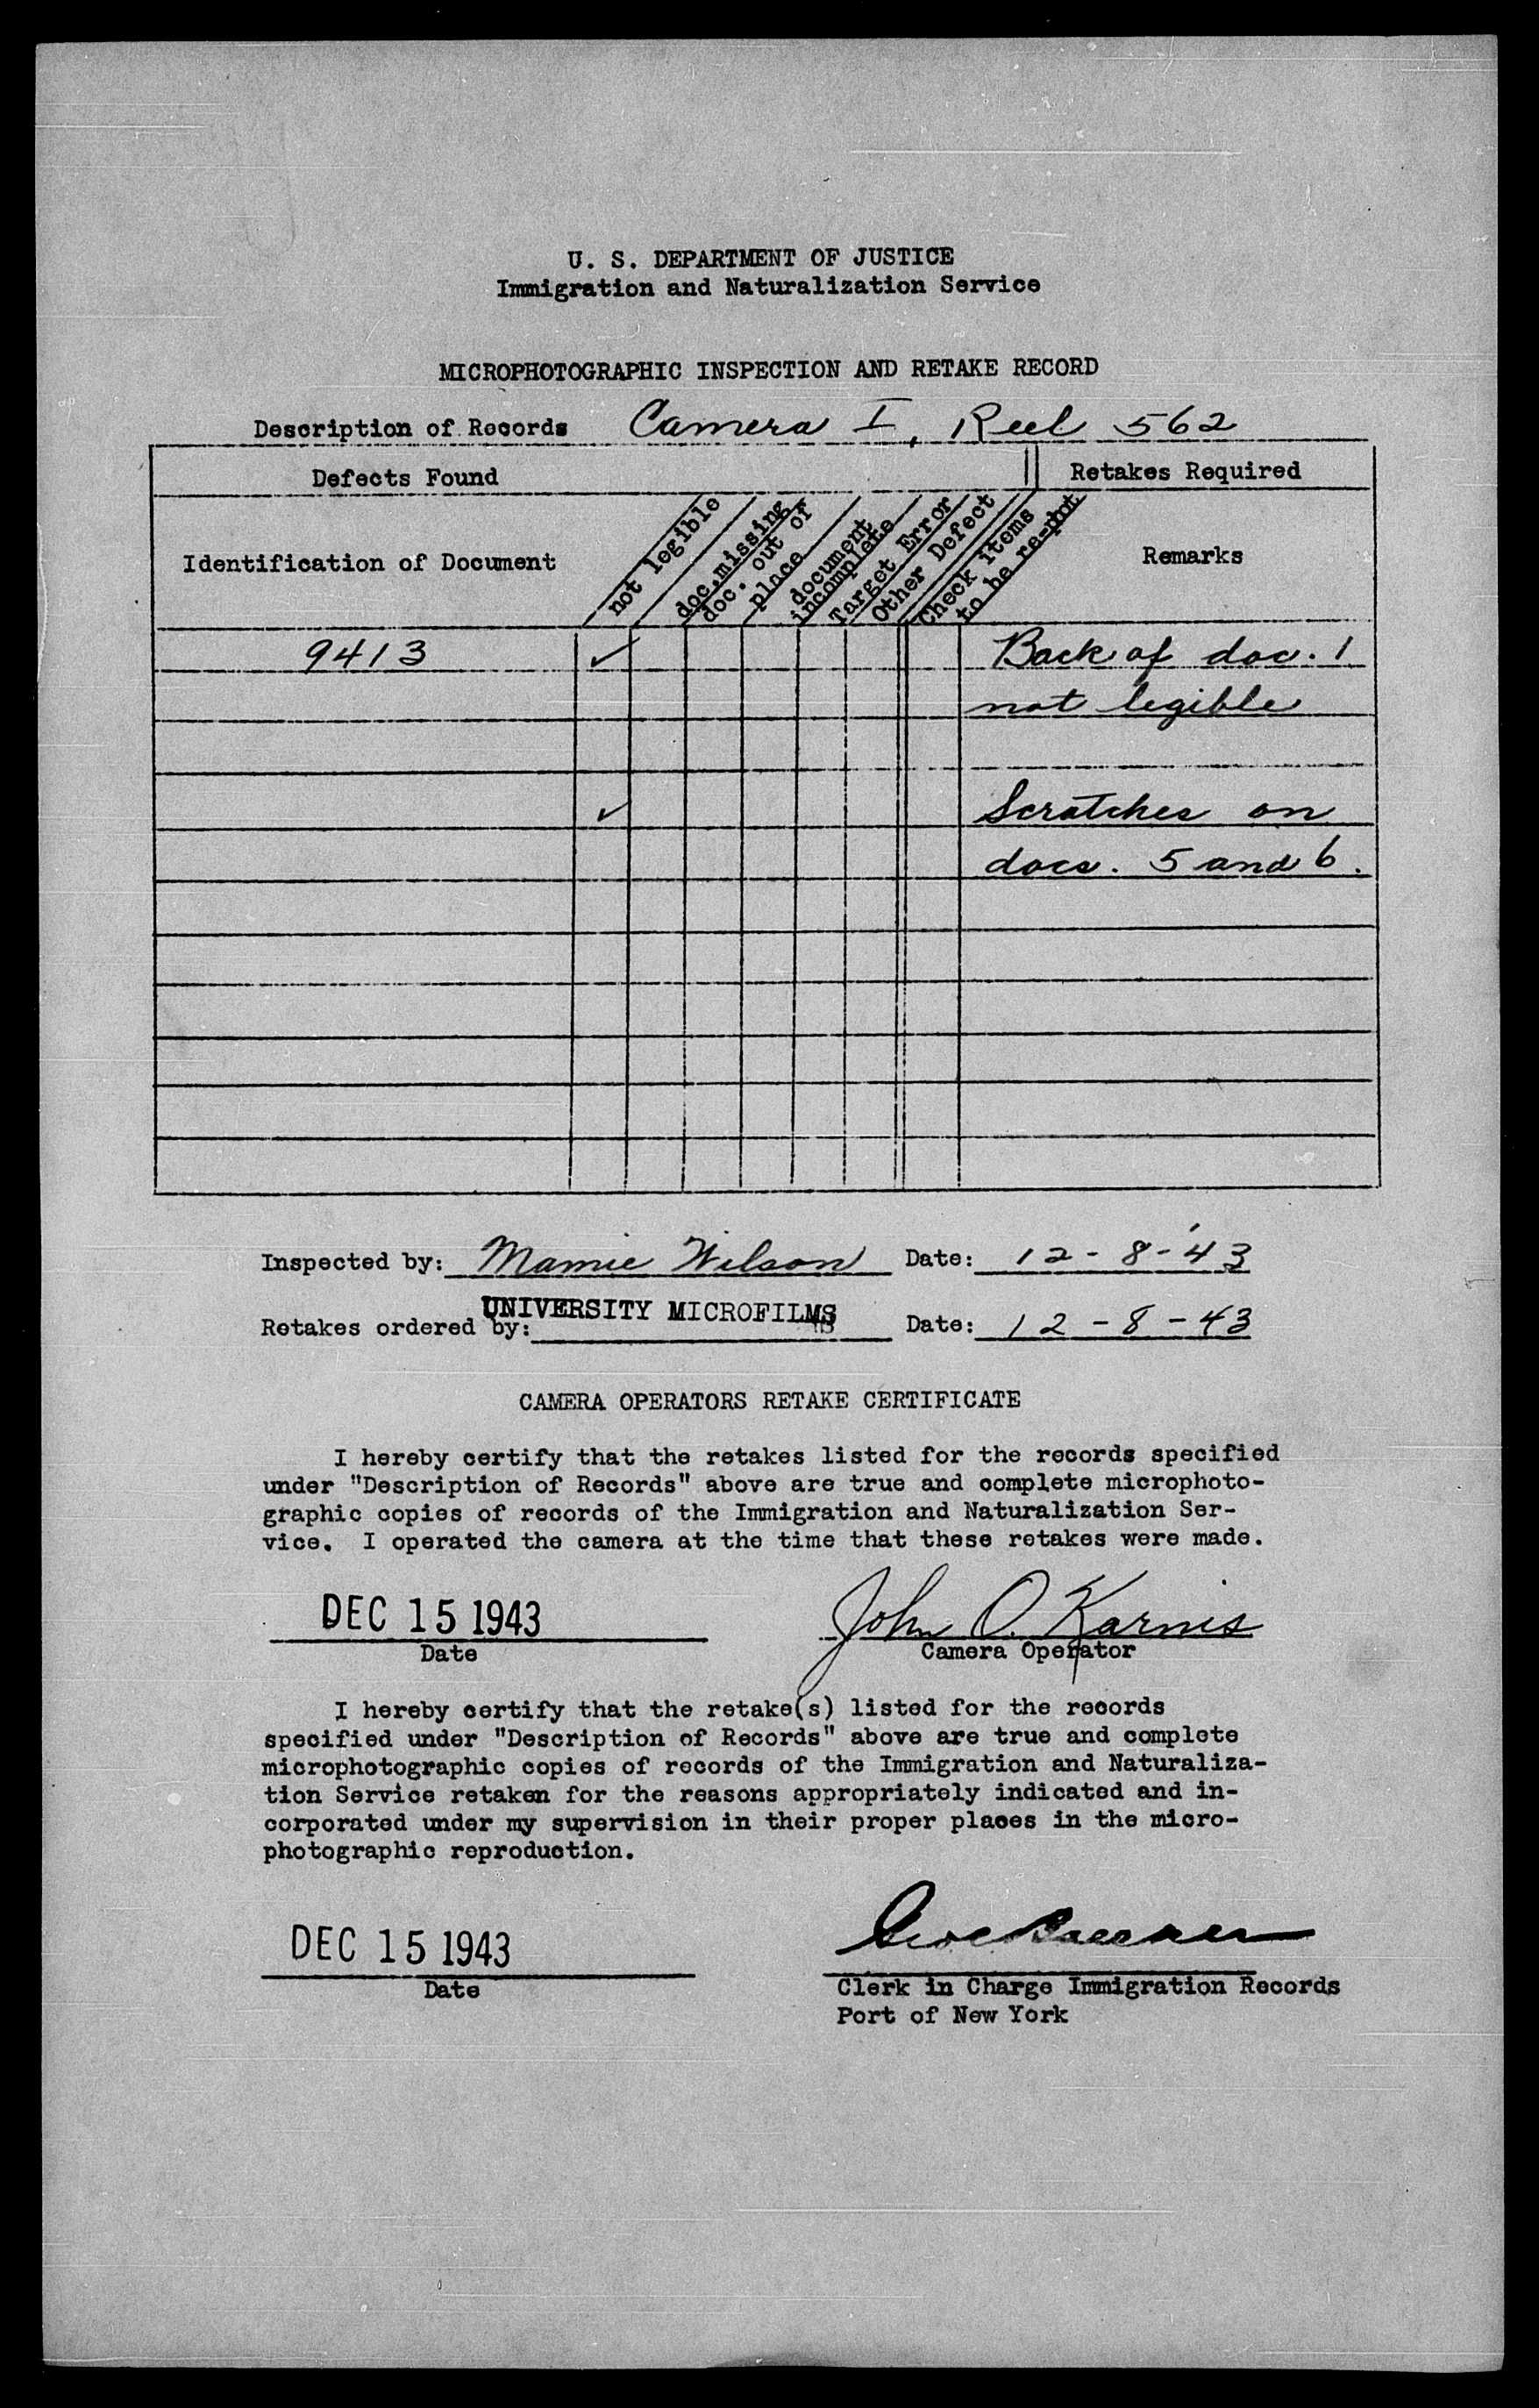 U. S. DEPARTMENT OF JUSTICE
Immigration and Naturalization Service
MICROPHOTOGRAPHIC INSPECTION AND RETAKE RECORD
Description of Records Camera I, Reel 562
Defects Found
Retakes Required
Identification of Document
not legible
doc. missing
doc. out of
place
document
incomplete
Target Error
Other Defect
Check items
to be re-phot
Remarks
9413 ✓ Back of doc. 1
not legible
✓ Scratches on
docs. 5 and 6.
Inspected by: Mamie Wilson Date: 12-8-'43
Retakes ordered by: UNIVERSITY MICROFILMS Date: 12-8-43
CAMERA OPERATORS RETAKE CERTIFICATE
I hereby certify that the retakes listed for the records specified
under "Description of Records" above are true and complete microphoto-
graphic copies of records of the Immigration and Naturalization Ser-
vice. I operated the camera at the time that these retakes were made.
DEC 15 1943 John O. Karnis
Date Camera Operator
I hereby certify that the retake(s) listed for the records
specified under "Description of Records" above are true and complete
microphotographic copies of records of the Immigration and Naturaliza-
tion Service retaken for the reasons appropriately indicated and in-
corporated under my supervision in their proper places in the micro-
photographic reproduction.
DEC 15 1943
Date
Clerk in Charge Immigration Records
Port of New York